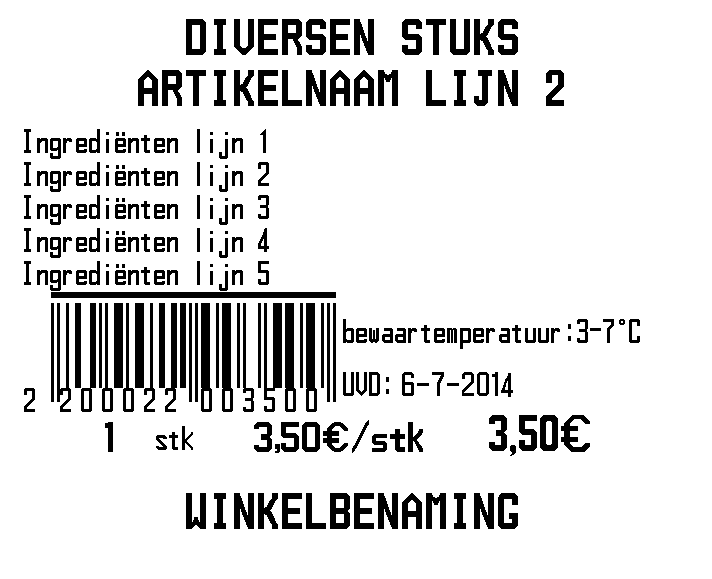 DIVERSEN STUKS
ARTIKELNAAM LIJN 2
Ingrediënten lijn 1
Ingrediënten lijn 2
Ingrediënten lijn 3
Ingrediënten lijn 4
Ingrediënten lijn 5
bewaartemperatuur:3-7°C
UVD: 6-7-2014
2 200022 003500
1 stk 3,50€/stk 3,50€
WINKELBENAMING